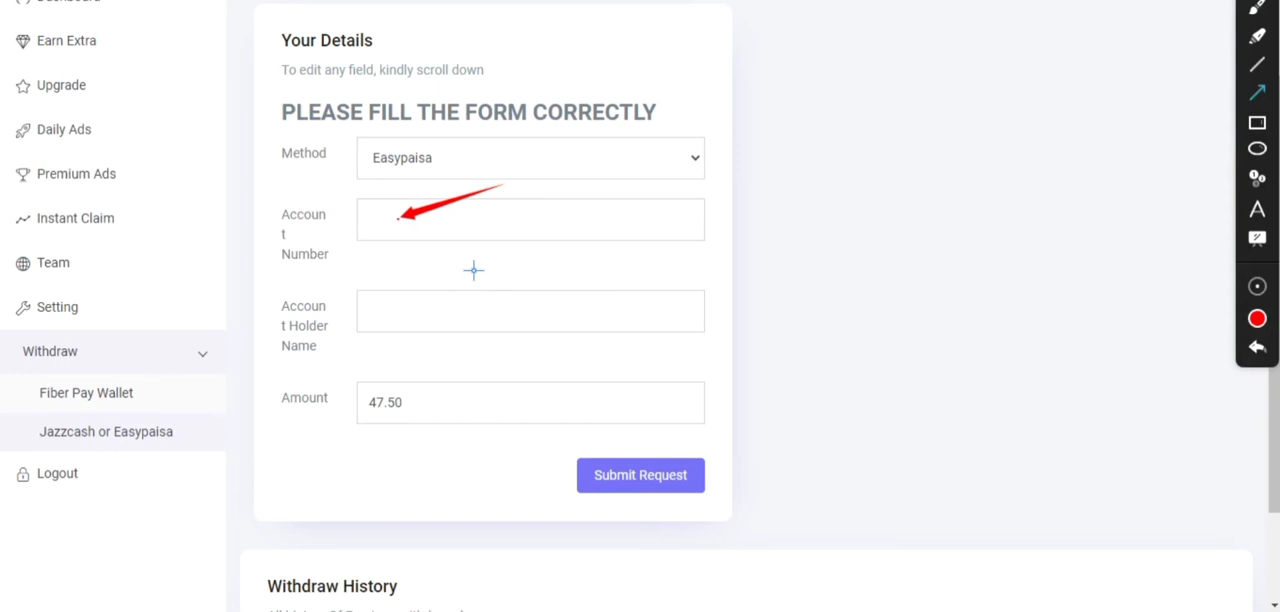 Earn Extra
Upgrade
Daily Ads
Premium Ads
Instant Claim
Team
Setting
Withdraw
Fiber Pay Wallet
Jazzcash or Easypaisa
Logout
Your Details
To edit any field, kindly scroll down
PLEASE FILL THE FORM CORRECTLY
Method
Easypaisa
Accoun
t
Number
Accoun
t Holder
Name
Amount
47.50
Submit Request
Withdraw History
A